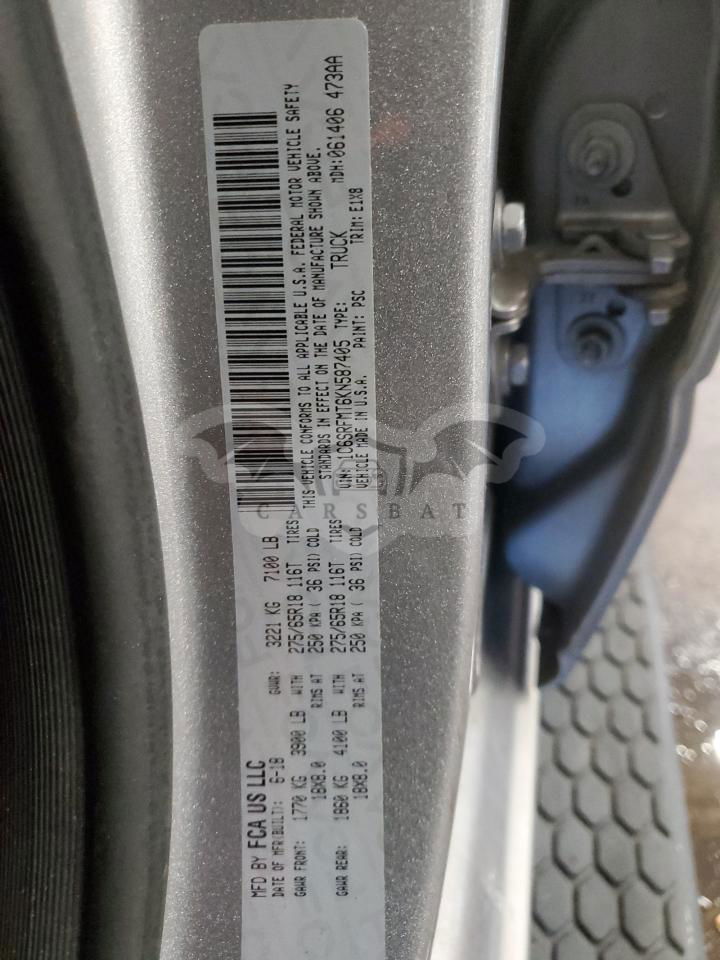 MFD BY FCA US LLC
DATE OF MFR(BUILT): 6-18 GVWR: 3221 KG 7100 LB
GAWR FRONT: 1770 KG 3900 LB WITH 275/65R18 116T TIRES
18X8.0 RIMS AT 250 KPA ( 36 PSI) COLD
GAWR REAR: 1860 KG 4100 LB WITH 275/65R18 116T TIRES
18X8.0 RIMS AT 250 KPA ( 36 PSI) COLD
THIS VEHICLE CONFORMS TO ALL APPLICABLE U.S.A. FEDERAL MOTOR VEHICLE SAFETY
STANDARDS IN EFFECT ON THE DATE OF MANUFACTURE SHOWN ABOVE.
VIN: 1C6SRFMT6KN587405 TYPE: TRUCK MDH:061406 473AA
VEHICLE MADE IN U.S.A. PAINT: PSC TRIM: E1X8
CARSBAT